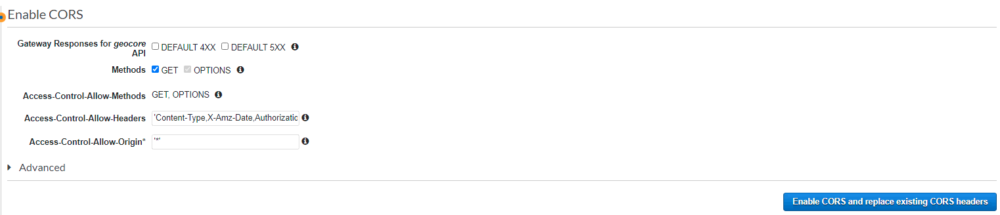 Enable CORS
Gateway Responses for geocore API
DEFAULT 4XX DEFAULT 5XX
Methods GET OPTIONS
Access-Control-Allow-Methods GET, OPTIONS
Access-Control-Allow-Headers 'Content-Type,X-Amz-Date,Authorizatio
Access-Control-Allow-Origin* '*'
Advanced
Enable CORS and replace existing CORS headers